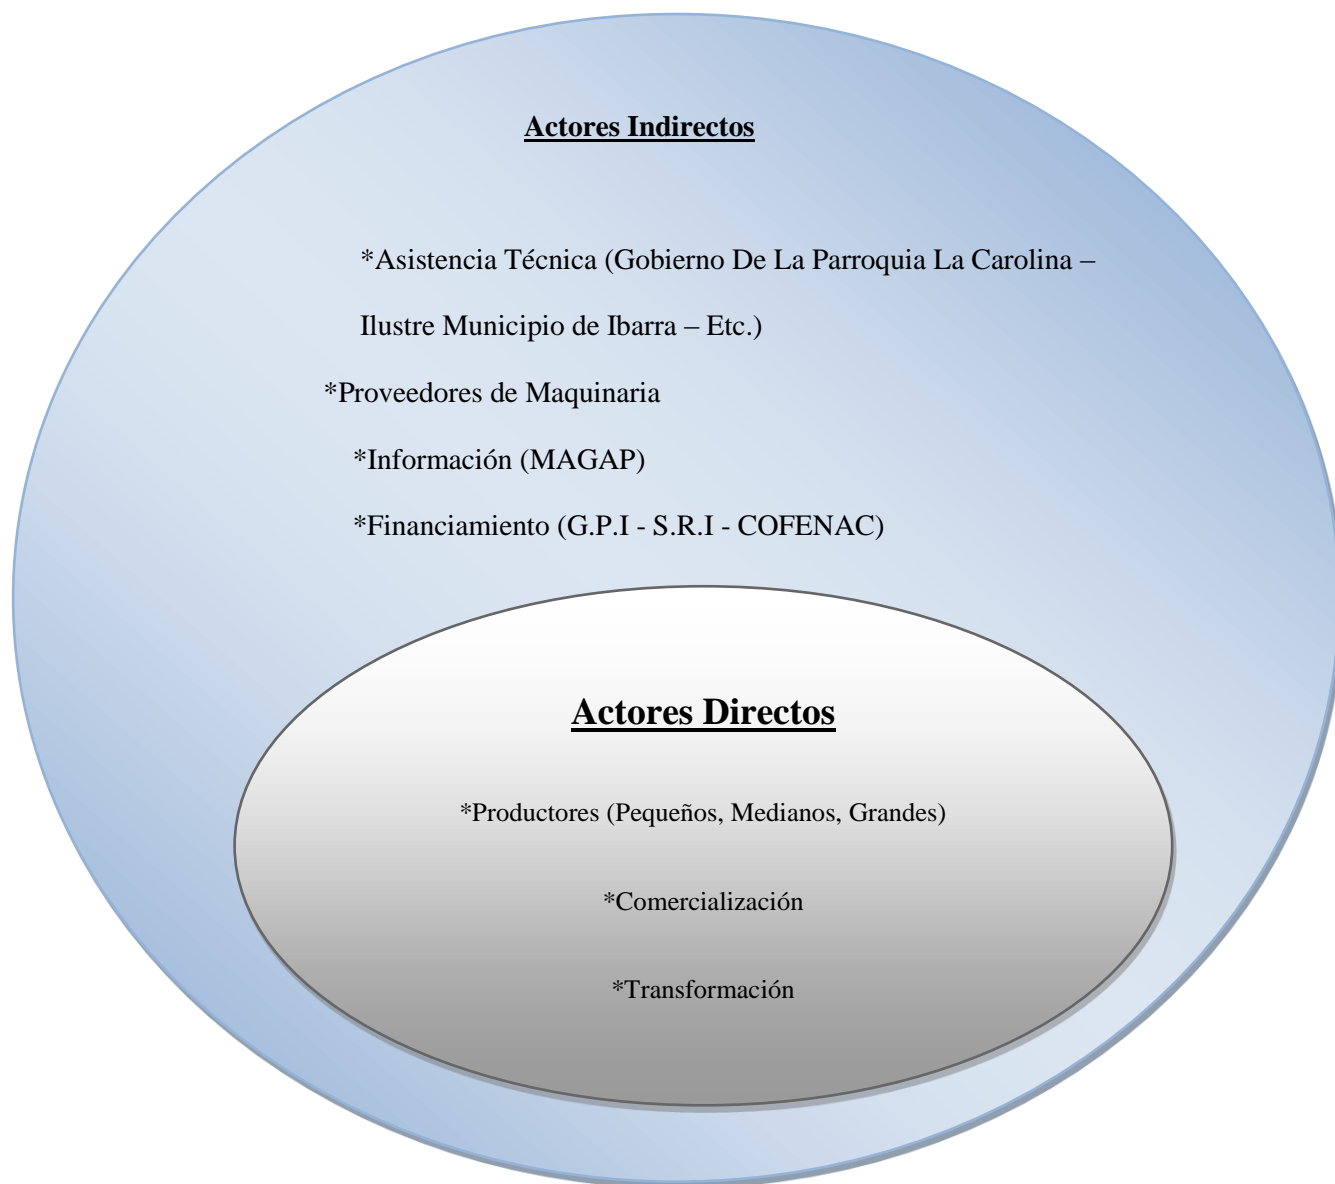 Actores Indirectos
*Asistencia Técnica (Gobierno De La Parroquia La Carolina –
Ilustre Municipio de Ibarra – Etc.)
*Proveedores de Maquinaria
*Información (MAGAP)
*Financiamiento (G.P.I - S.R.I - COFENAC)
Actores Directos
*Productores (Pequeños, Medianos, Grandes)
*Comercialización
*Transformación